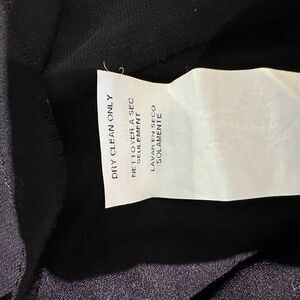 DRY CLEAN ONLY
NETTOYER A SEC
SEULEMENT
LAVAR EN SECO
SOLAMENTE